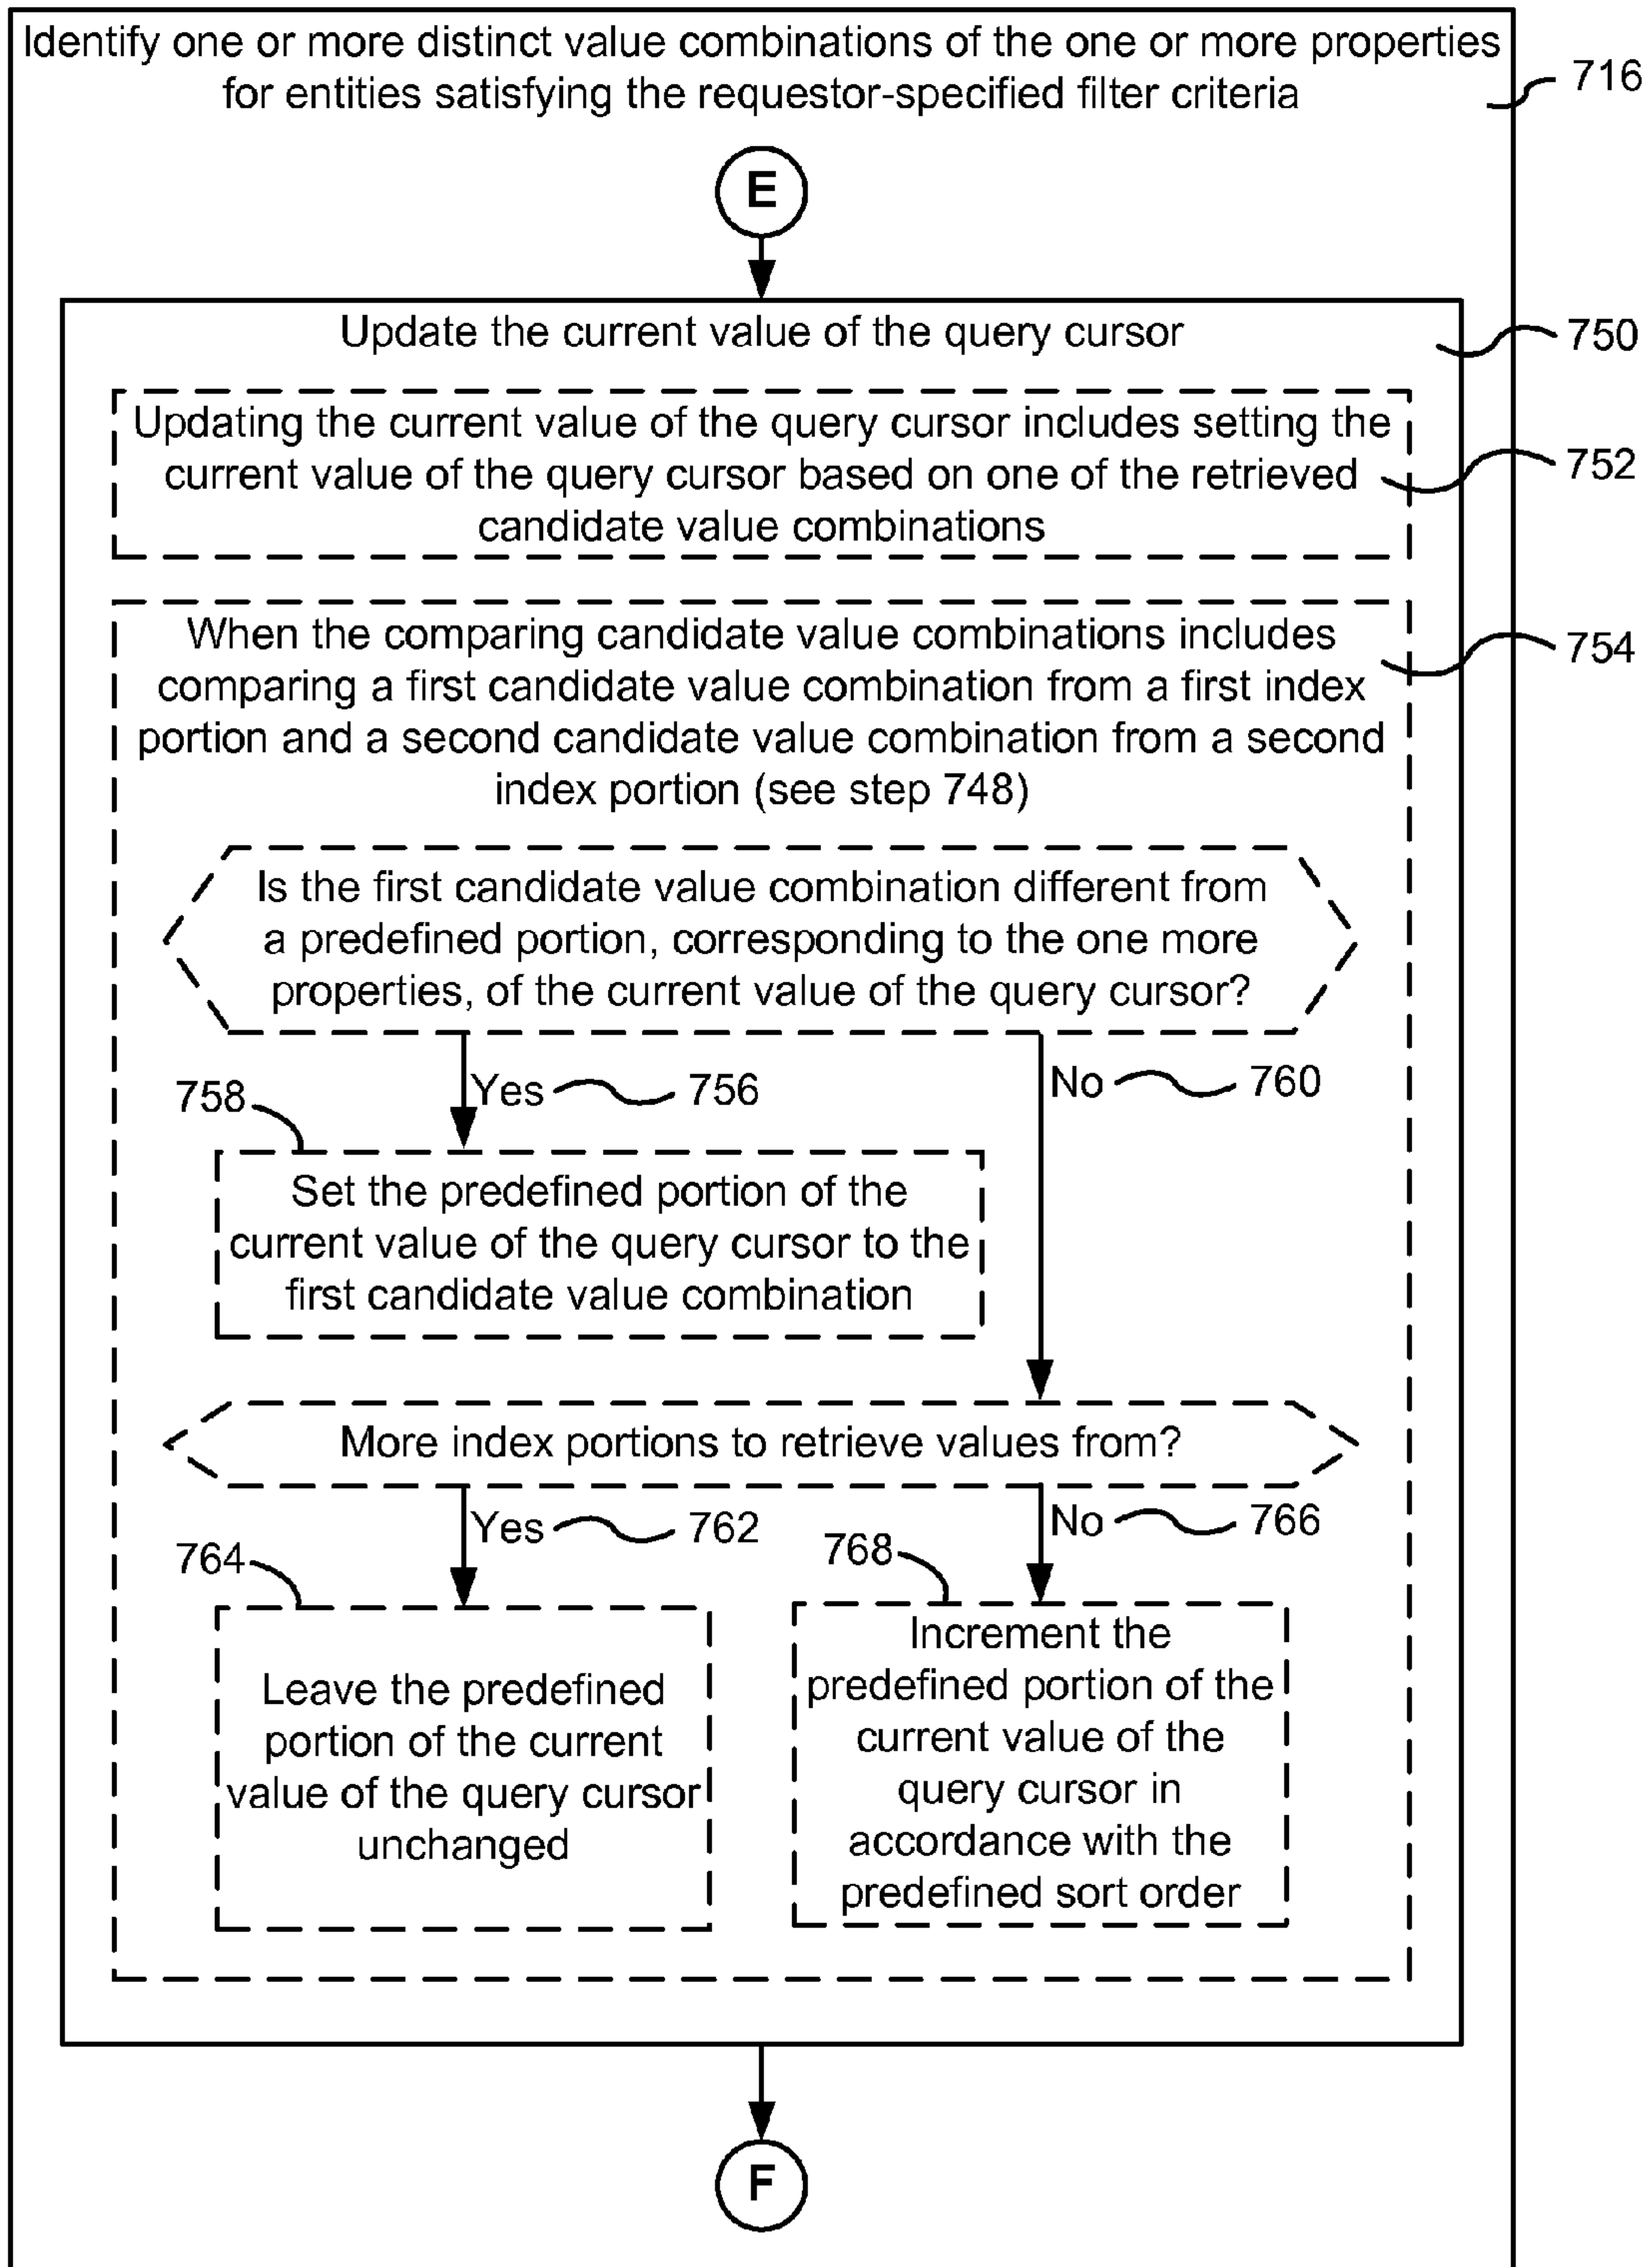 Identify one or more distinct value combinations of the one or more properties
for entities satisfying the requestor-specified filter criteria
716
E
Update the current value of the query cursor
750
Updating the current value of the query cursor includes setting the
current value of the query cursor based on one of the retrieved
candidate value combinations
752
When the comparing candidate value combinations includes
comparing a first candidate value combination from a first index
portion and a second candidate value combination from a second
index portion (see step 748)
754
Is the first candidate value combination different from
a predefined portion, corresponding to the one more
properties, of the current value of the query cursor?
Yes 756
No 760
758
Set the predefined portion of the
current value of the query cursor to the
first candidate value combination
More index portions to retrieve values from?
Yes 762
No 766
764
Leave the predefined
portion of the current
value of the query cursor
unchanged
768
Increment the
predefined portion of the
current value of the
query cursor in
accordance with the
predefined sort order
F